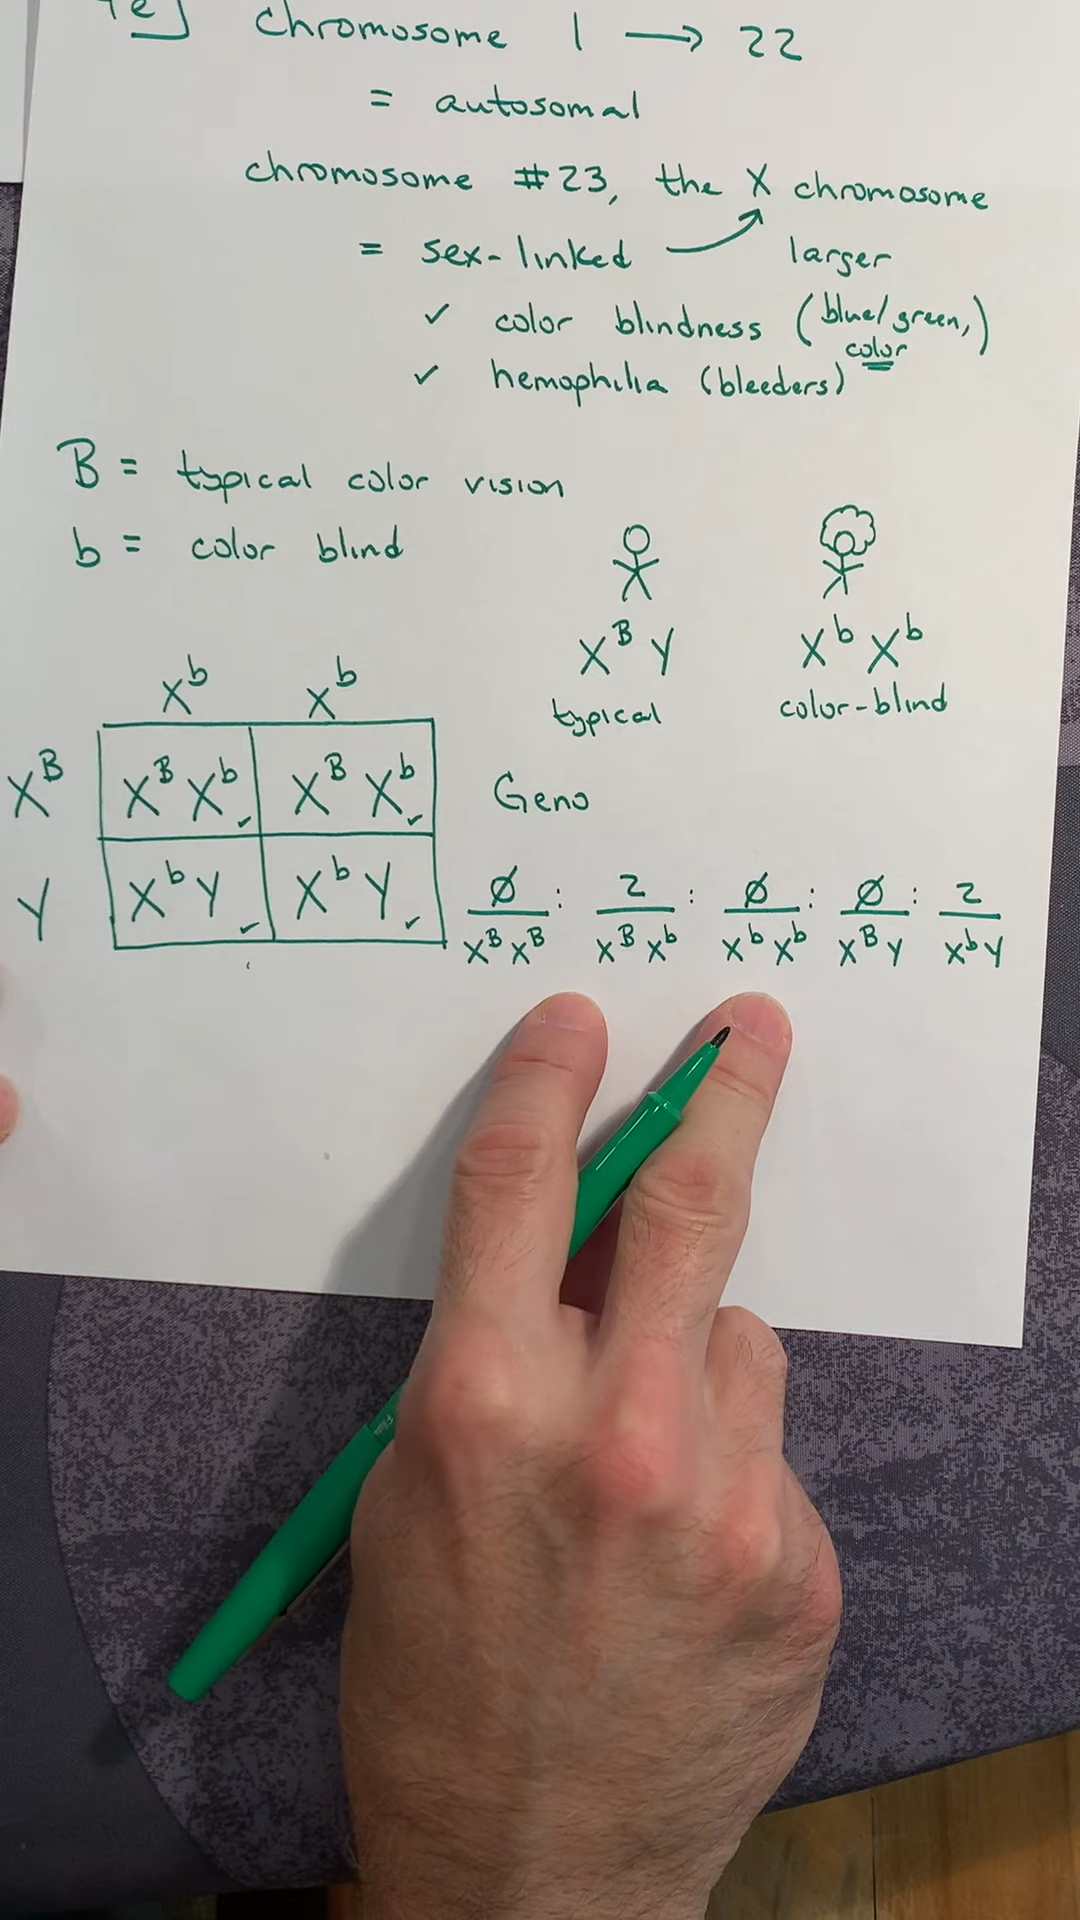 e]
chromosome 1 → 22
= autosomal
chromosome #23, the X chromosome
= sex-linked larger
✓ color blindness (blue/green, color)
✓ hemophilia (bleeders)
B = typical color vision
b = color blind
X^B Y X^b X^b
typical color-blind
X^b X^b
X^B X^B X^b ✓ X^B X^b ✓
Y X^b Y ✓ X^b Y ✓
Geno
Ø : 2 : Ø : Ø : 2
X^B X^B X^B X^b X^b X^b X^B Y X^b Y